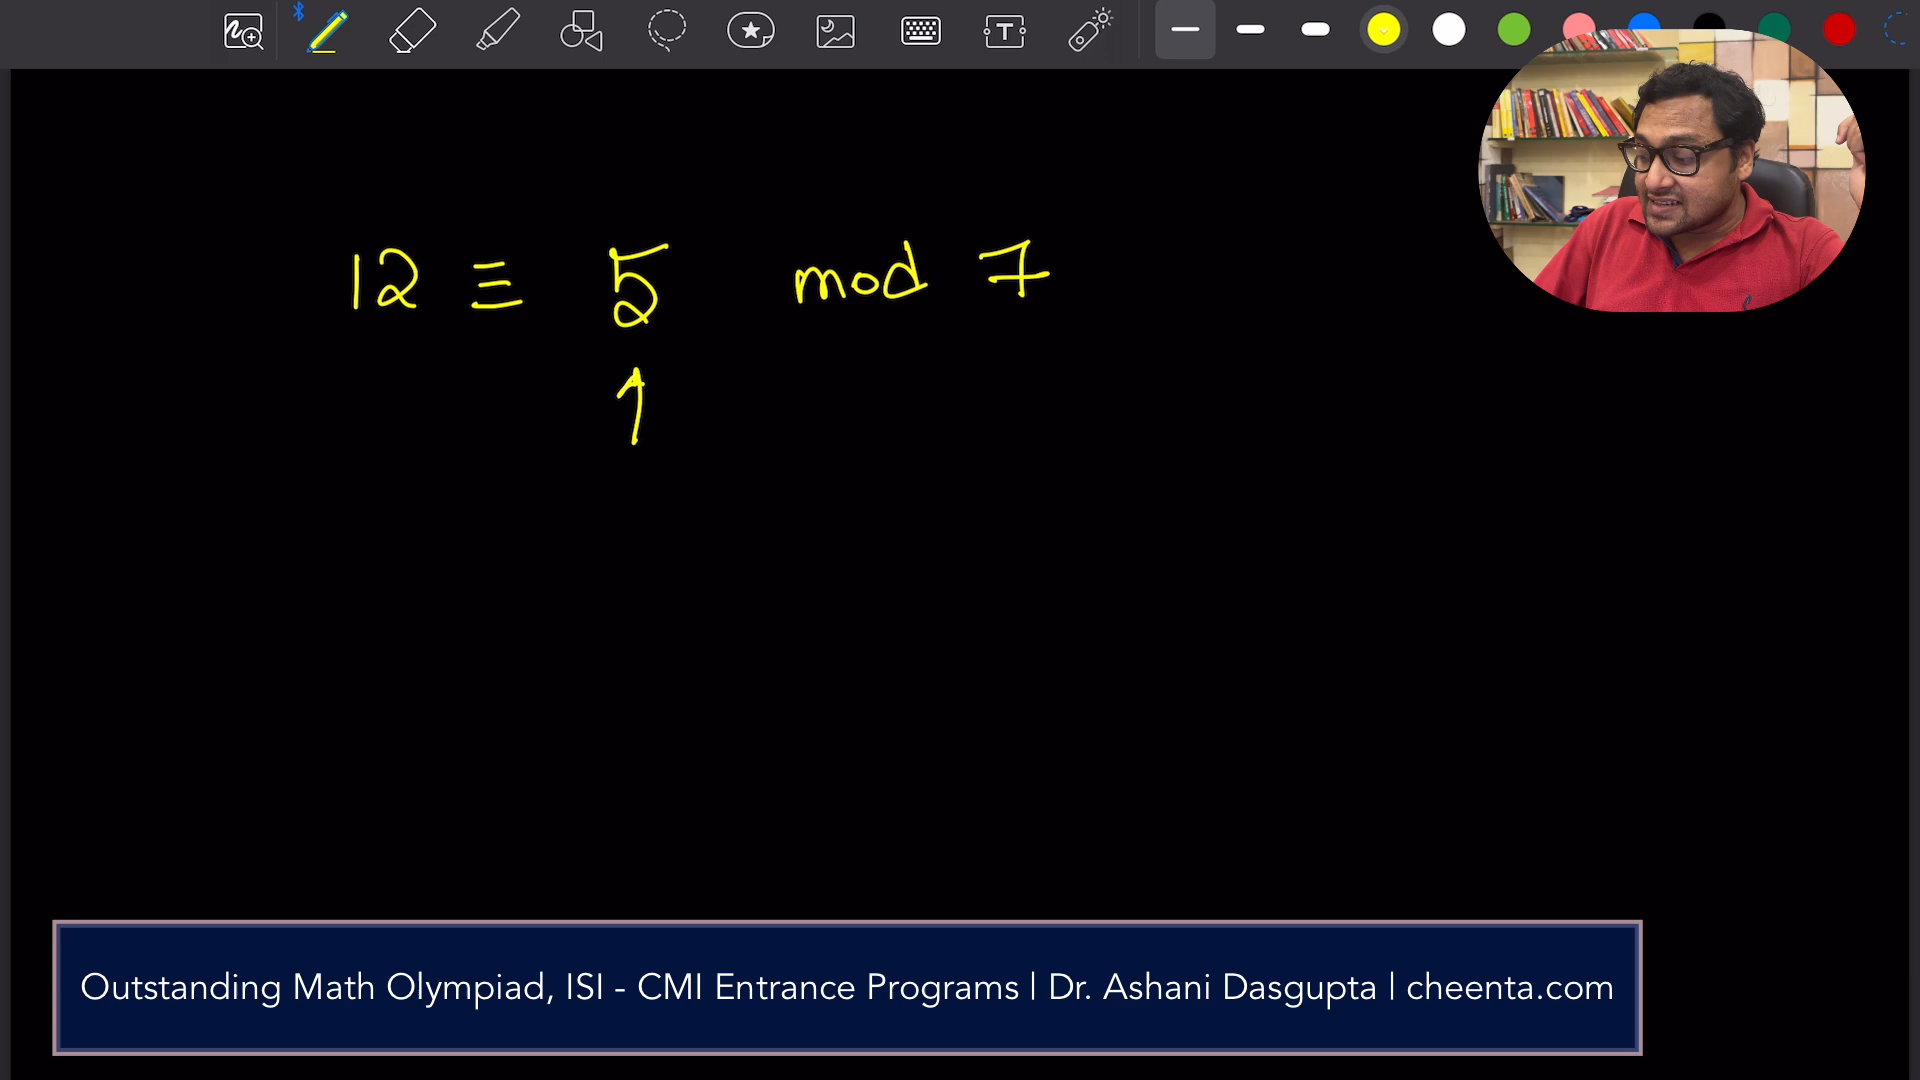 12 ≡ 5 mod 7
Outstanding Math Olympiad, ISI - CMI Entrance Programs | Dr. Ashani Dasgupta | cheenta.com